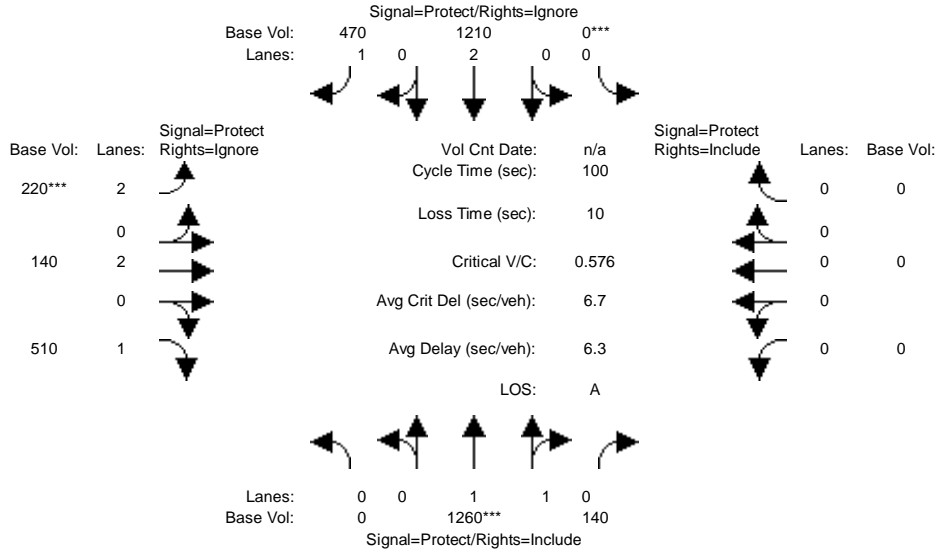 Signal=Protect/Rights=Ignore
Base Vol: 470 1210 0***
Lanes: 1 0 2 0 0
Signal=Protect
Base Vol: Lanes: Rights=Ignore
Vol Cnt Date: n/a
Signal=Protect
Rights=Include Lanes: Base Vol:
Cycle Time (sec): 100
220*** 2
0 0
Loss Time (sec): 10
0
0
140 2
Critical V/C: 0.576
0 0
0
Avg Crit Del (sec/veh): 6.7
0
510 1
Avg Delay (sec/veh): 6.3
0 0
LOS: A
Lanes: 0 0 1 1 0
Base Vol: 0 1260*** 140
Signal=Protect/Rights=Include